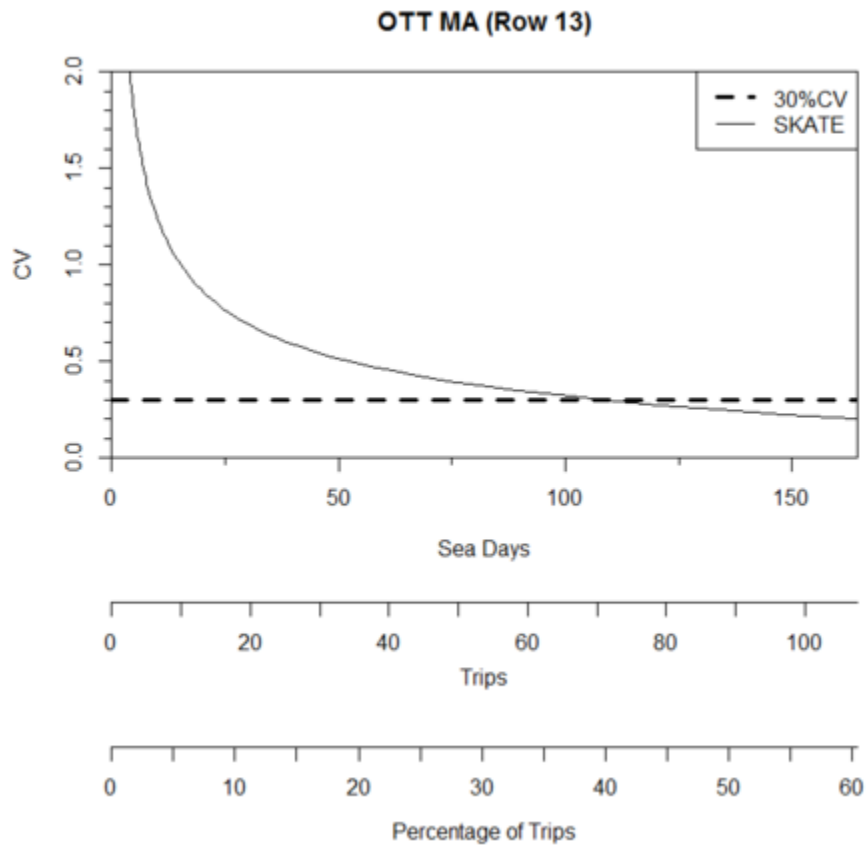 OTT MA (Row 13)
30%CV
SKATE
CV
2.0
1.5
1.0
0.5
0.0
0 50 100 150
Sea Days
0 20 40 60 80 100
Trips
0 10 20 30 40 50 60
Percentage of Trips